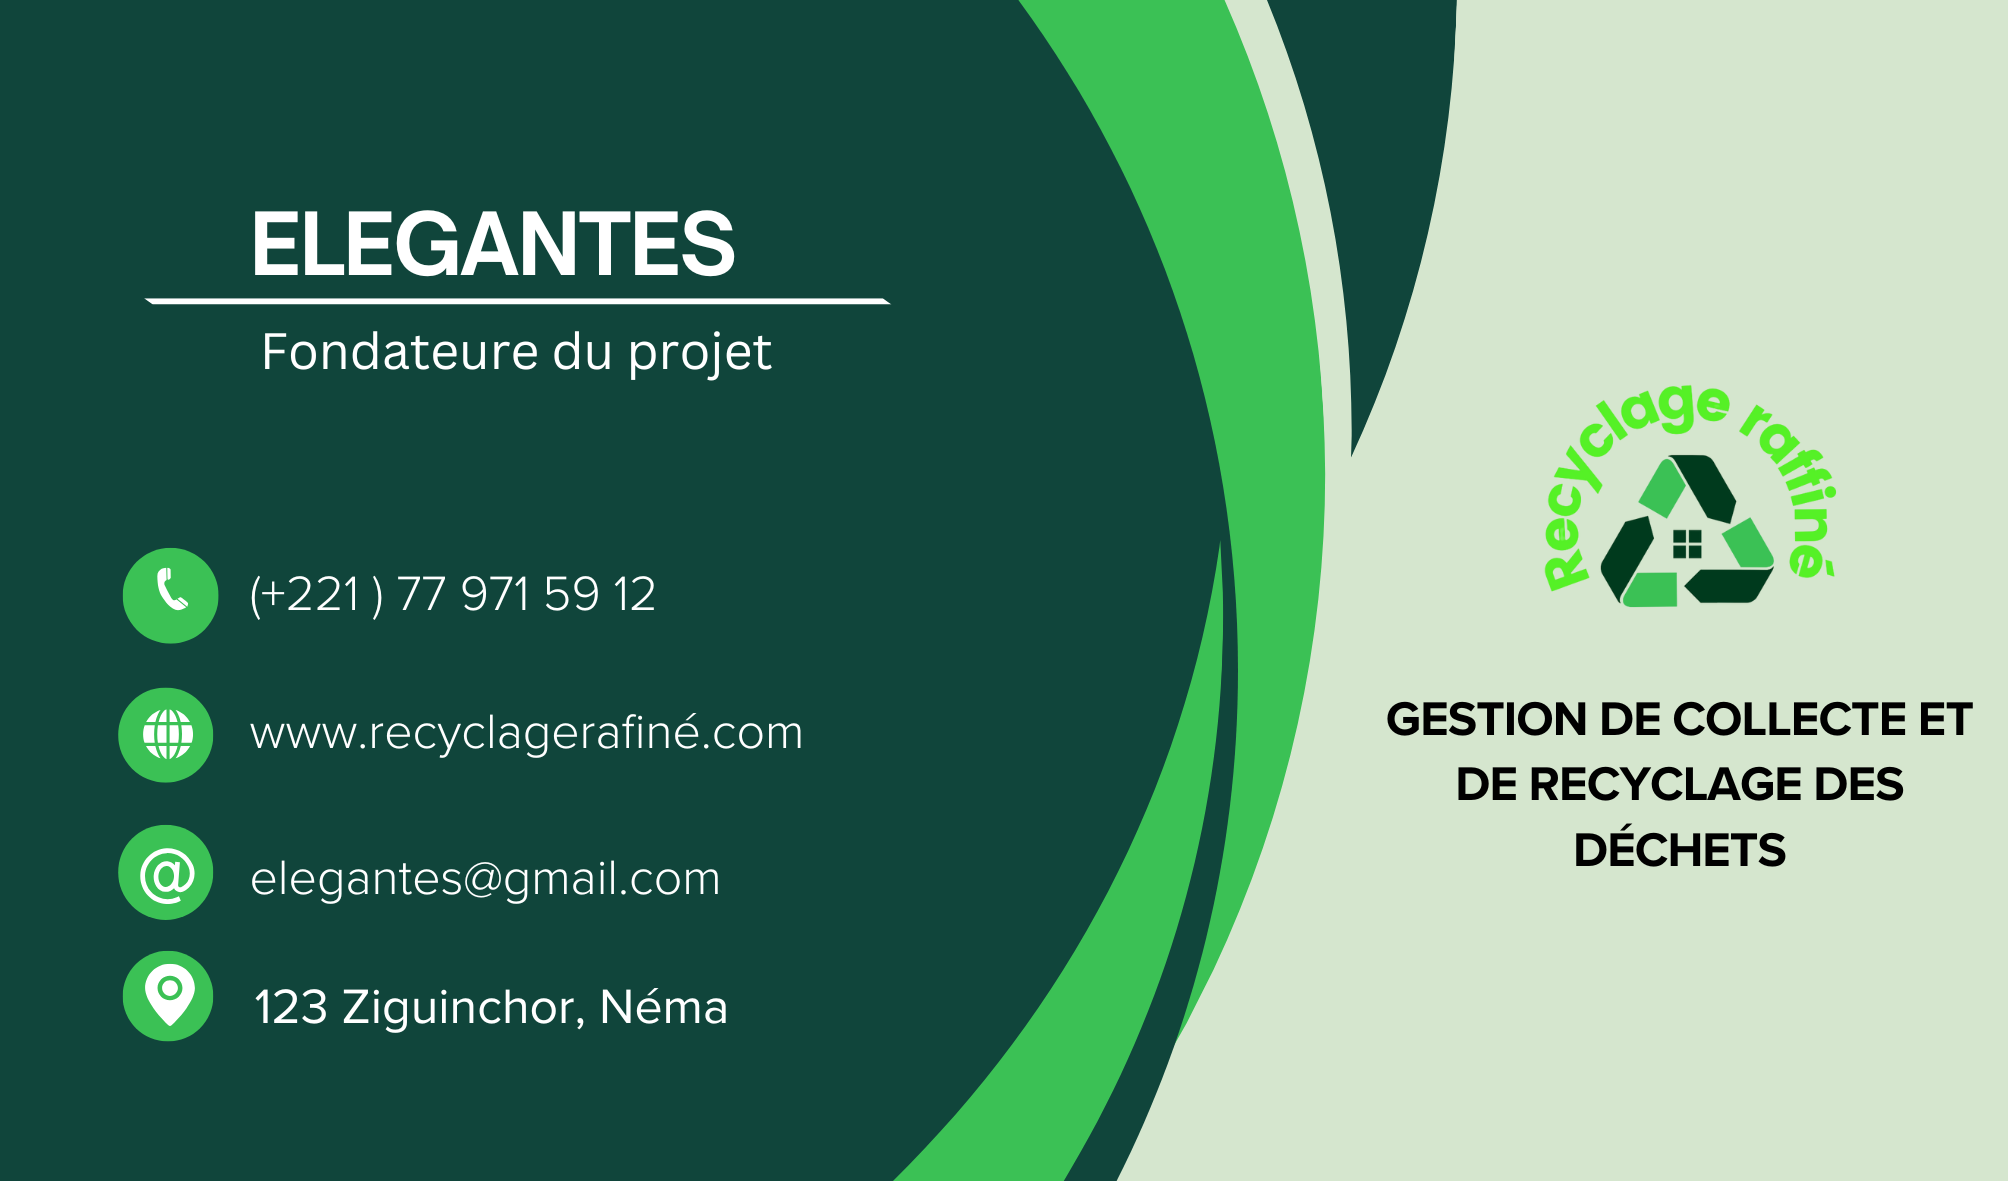 ELEGANTES
Fondateure du projet
(+221 ) 77 971 59 12
www.recyclagerafiné.com
elegantes@gmail.com
123 Ziguinchor, Néma
Recyclage raffiné
GESTION DE COLLECTE ET
DE RECYCLAGE DES
DÉCHETS